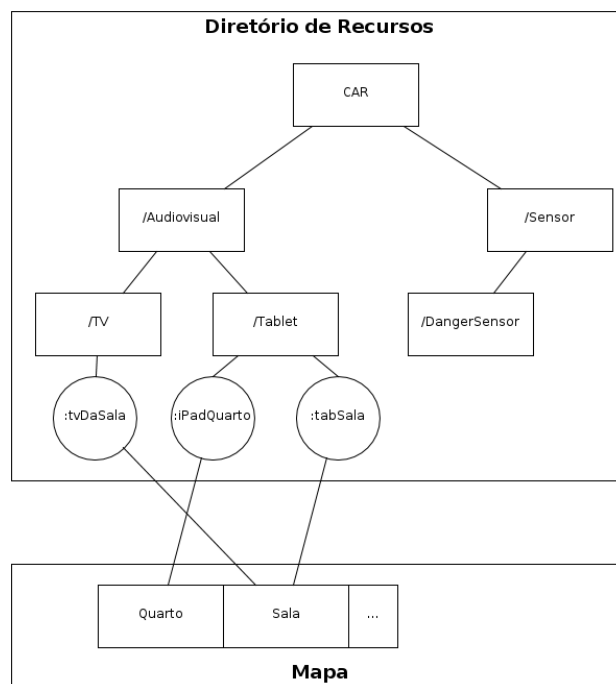 Diretório de Recursos
CAR
/Audiovisual
/Sensor
/TV
/Tablet
/DangerSensor
:tvDaSala
:iPadQuarto
:tabSala
Quarto
Sala
...
Mapa